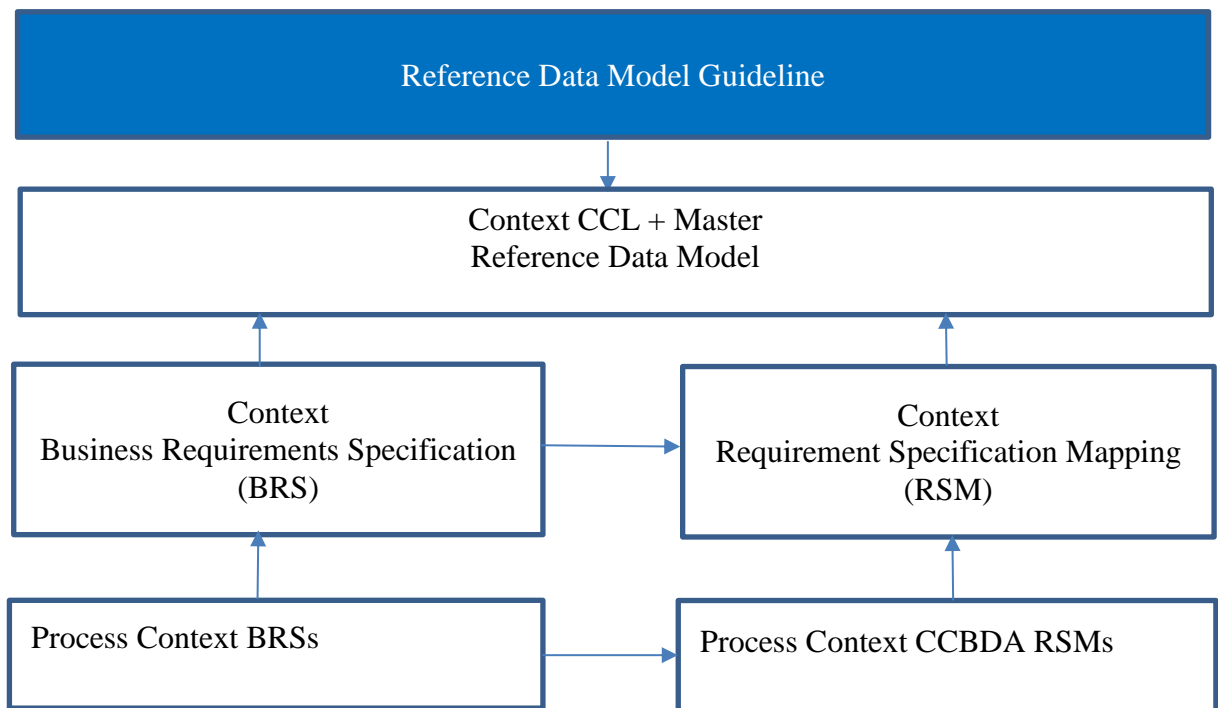 Reference Data Model Guideline
Context CCL + Master
Reference Data Model
Context
Business Requirements Specification
(BRS)
Context
Requirement Specification Mapping
(RSM)
Process Context BRSs
Process Context CCBDA RSMs